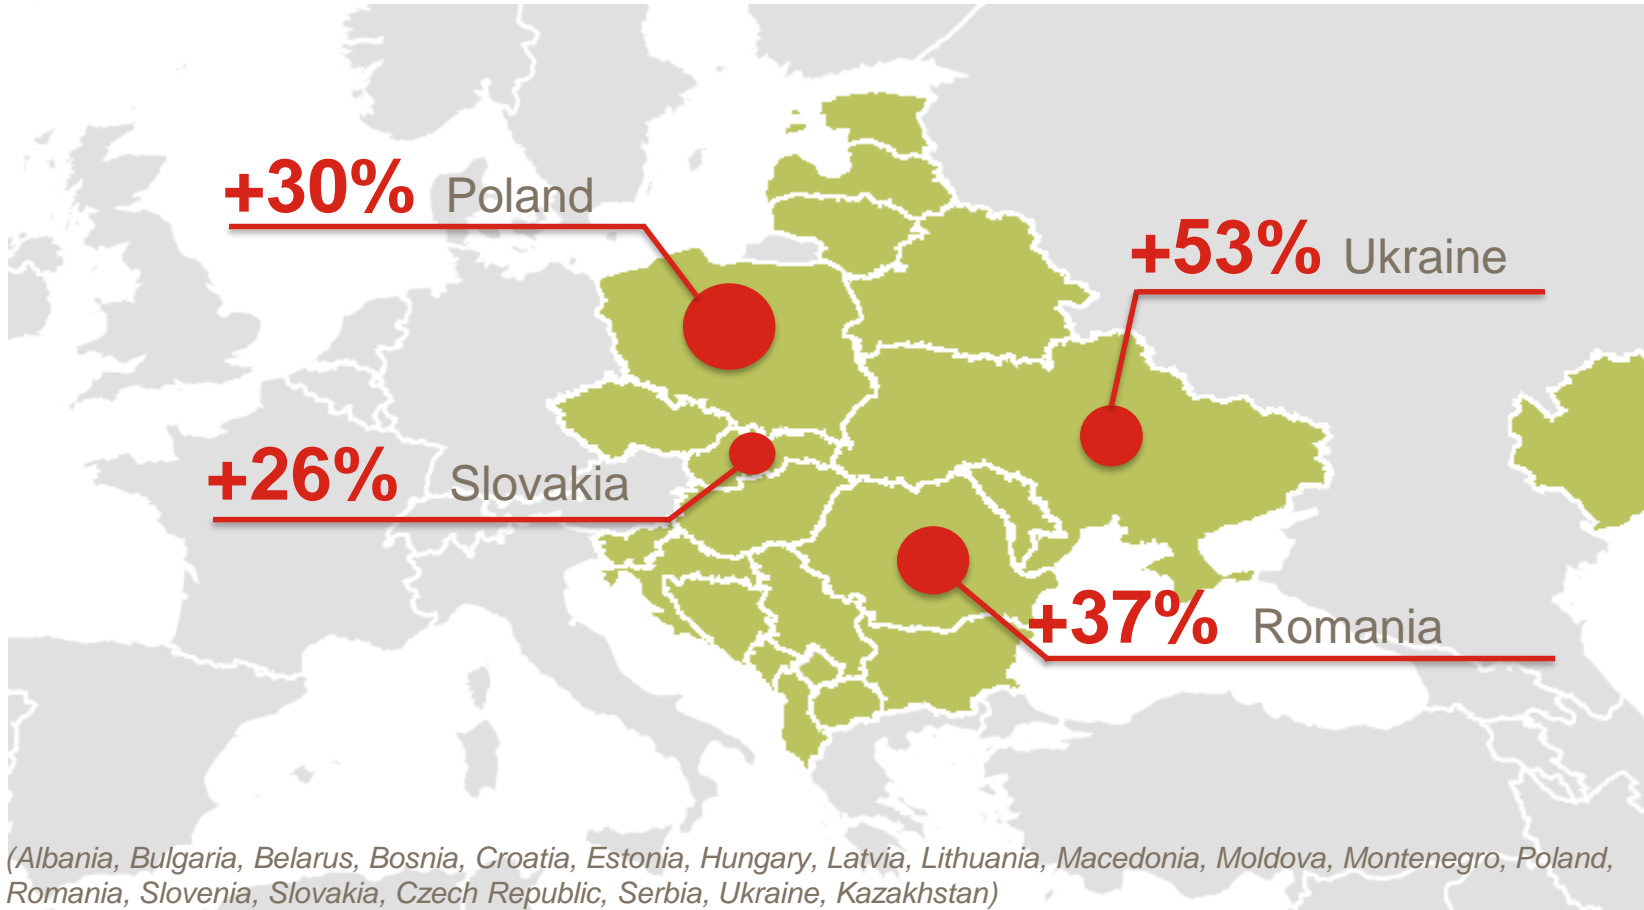 +30% Poland
+53% Ukraine
+26% Slovakia
+37% Romania
(Albania, Bulgaria, Belarus, Bosnia, Croatia, Estonia, Hungary, Latvia, Lithuania, Macedonia, Moldova, Montenegro, Poland,
Romania, Slovenia, Slovakia, Czech Republic, Serbia, Ukraine, Kazakhstan)